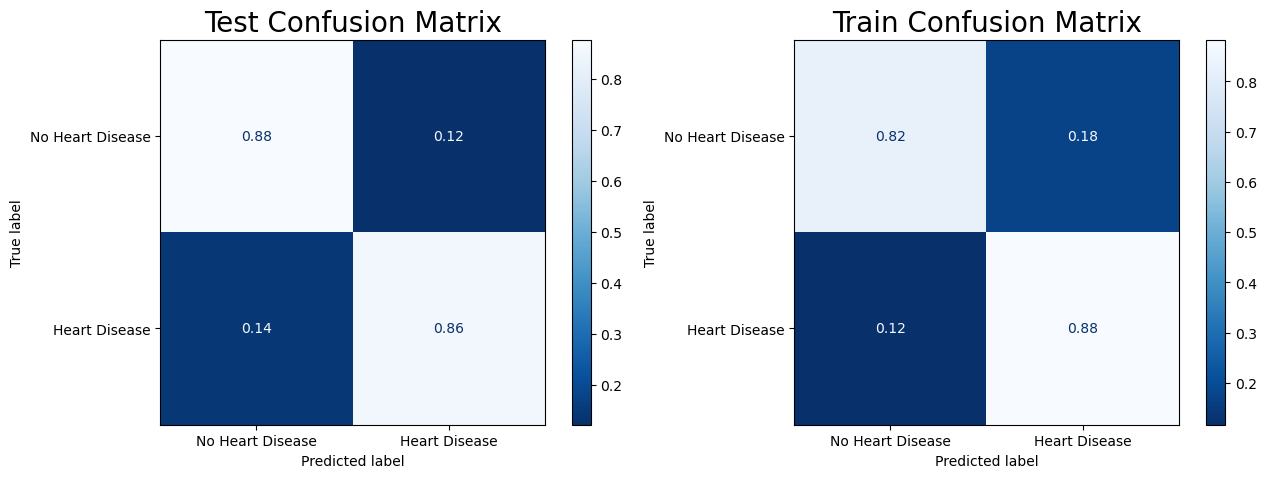 Test Confusion Matrix
True label
No Heart Disease
Heart Disease
0.88
0.12
0.14
0.86
No Heart Disease
Heart Disease
Predicted label
0.8
0.7
0.6
0.5
0.4
0.3
0.2
Train Confusion Matrix
True label
No Heart Disease
Heart Disease
0.82
0.18
0.12
0.88
No Heart Disease
Heart Disease
Predicted label
0.8
0.7
0.6
0.5
0.4
0.3
0.2